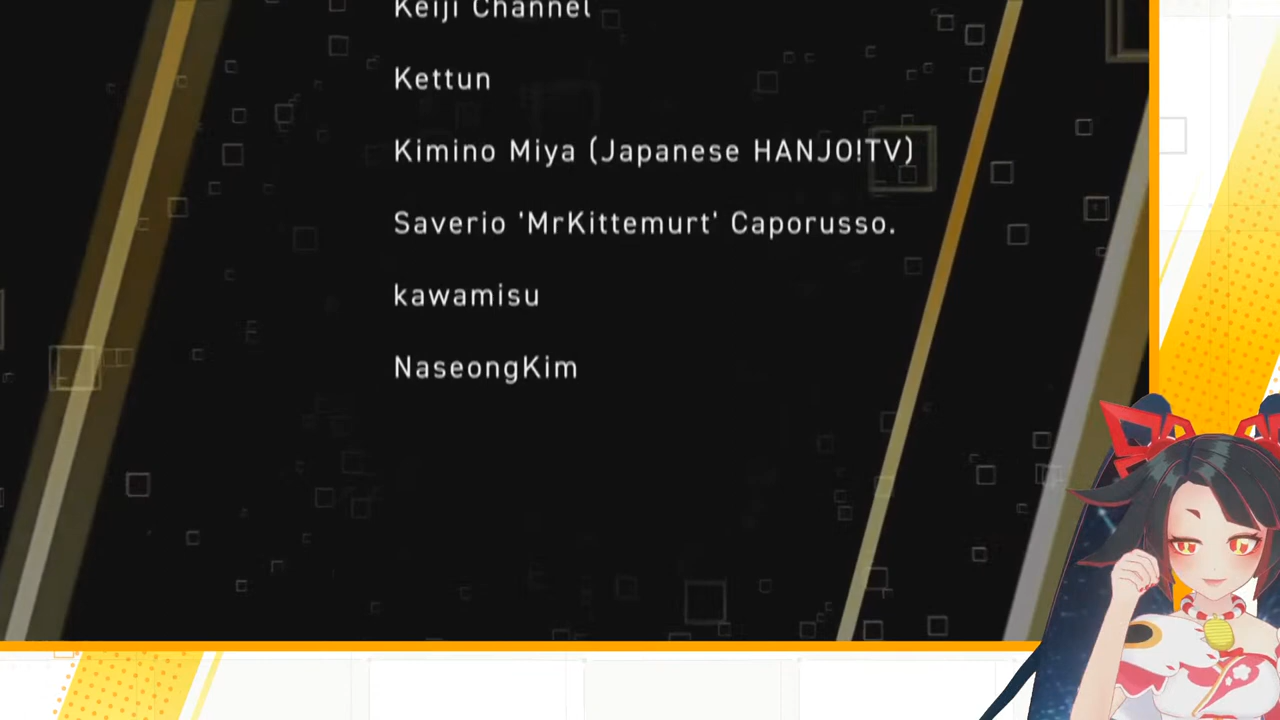 Keiji Channel
Kettun
Kimino Miya (Japanese HANJO!TV)
Saverio 'MrKittemurt' Caporusso.
kawamisu
NaseongKim